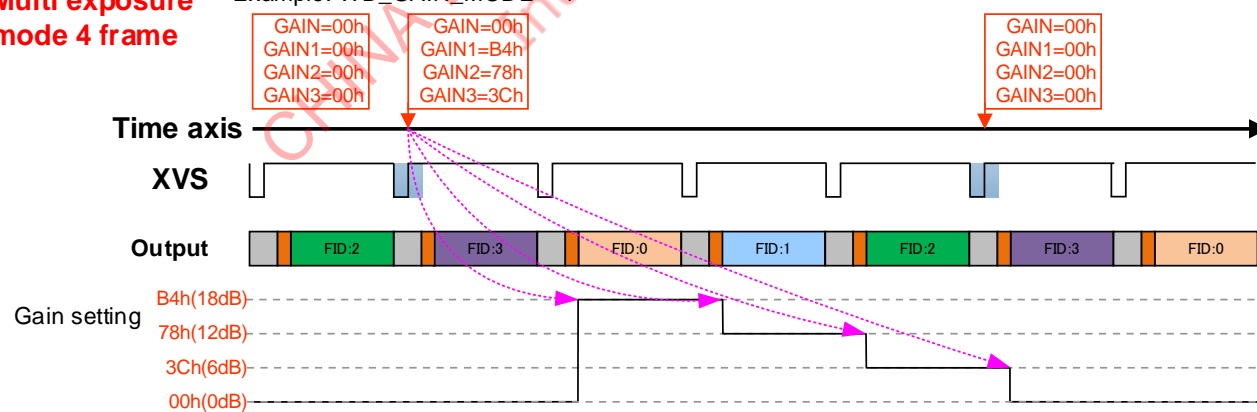 Multi exposure
mode 4 frame
GAIN=00h
GAIN1=00h
GAIN2=00h
GAIN3=00h
GAIN=00h
GAIN1=B4h
GAIN2=78h
GAIN3=3Ch
GAIN=00h
GAIN1=00h
GAIN2=00h
GAIN3=00h
CHINA
Time axis
XVS
Output
FID:2
FID:3
FID:0
FID:1
FID:2
FID:3
FID:0
Gain setting
B4h(18dB)
78h(12dB)
3Ch(6dB)
00h(0dB)